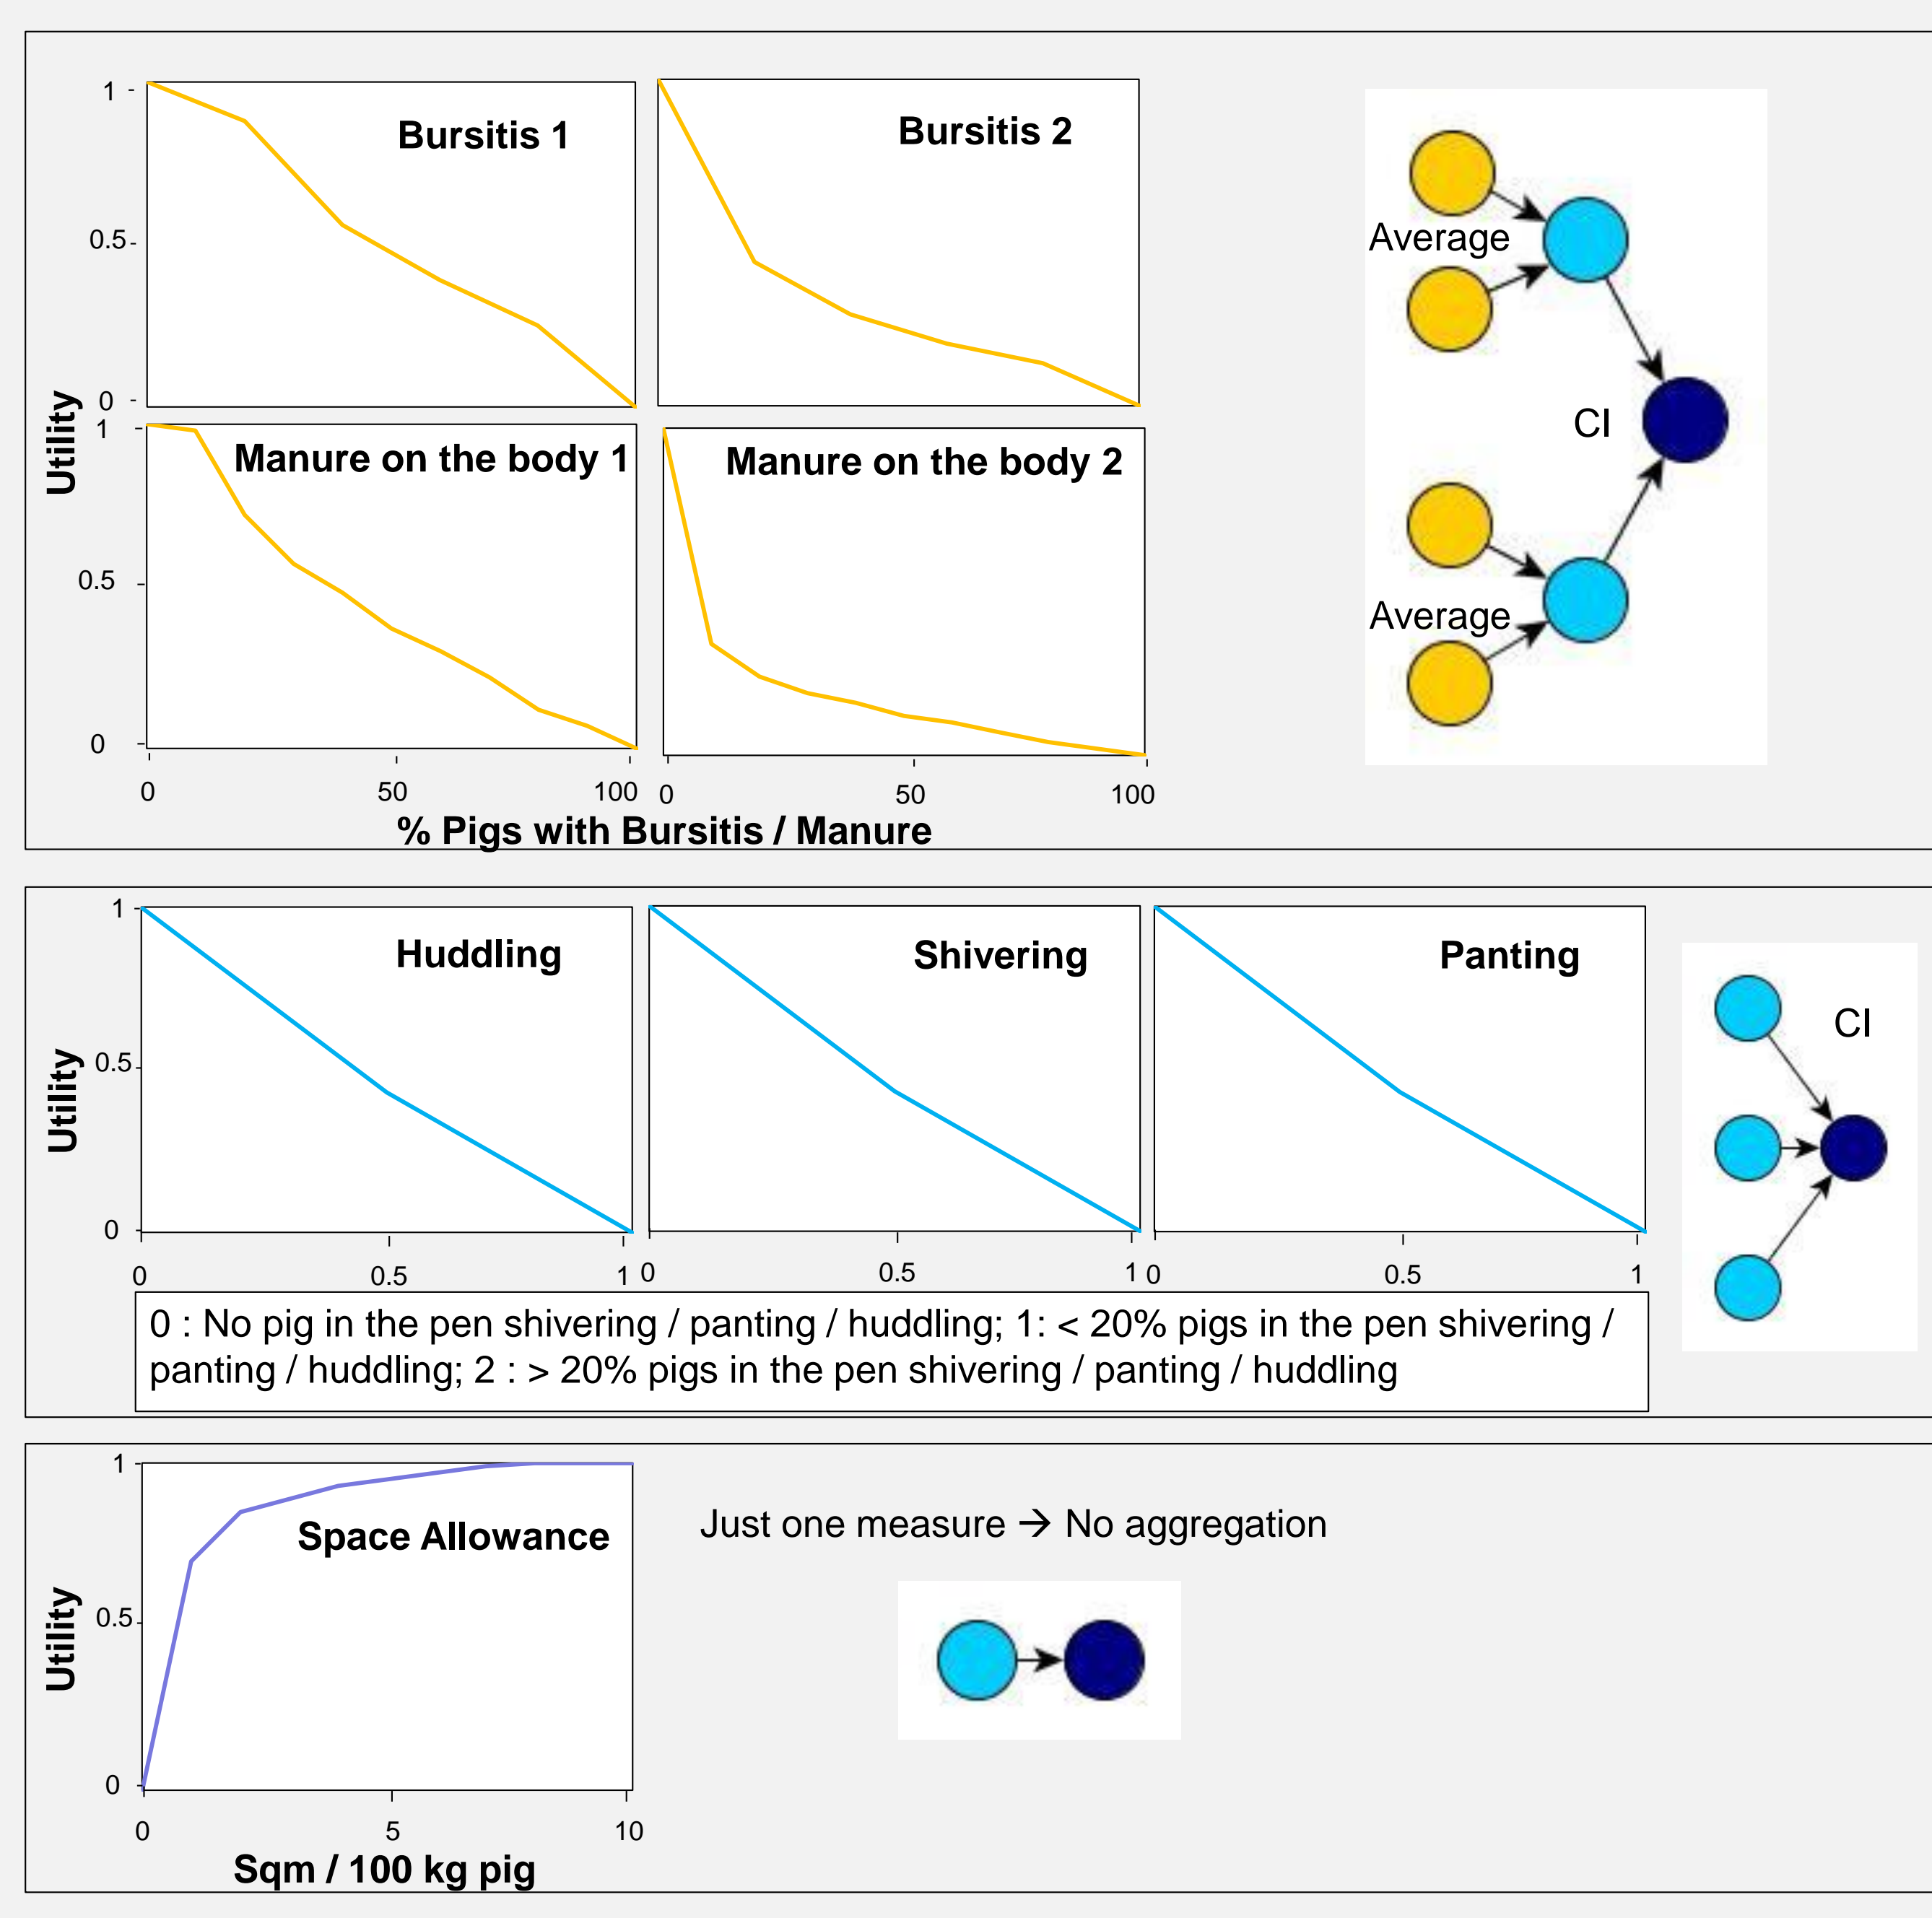 1
Bursitis 1
Bursitis 2
0.5
0
Average
CI
Average
Utility
1
Manure on the body 1
Manure on the body 2
0.5
0
0
50
100
0
50
100
% Pigs with Bursitis / Manure
1
Huddling
Shivering
Panting
CI
Utility
0.5
0
0
0.5
1
0
0.5
1
0
0.5
1
0 : No pig in the pen shivering / panting / huddling; 1: < 20% pigs in the pen shivering /
panting / huddling; 2 : > 20% pigs in the pen shivering / panting / huddling
1
Space Allowance
Just one measure → No aggregation
Utility
0.5
0
0
5
10
Sqm / 100 kg pig